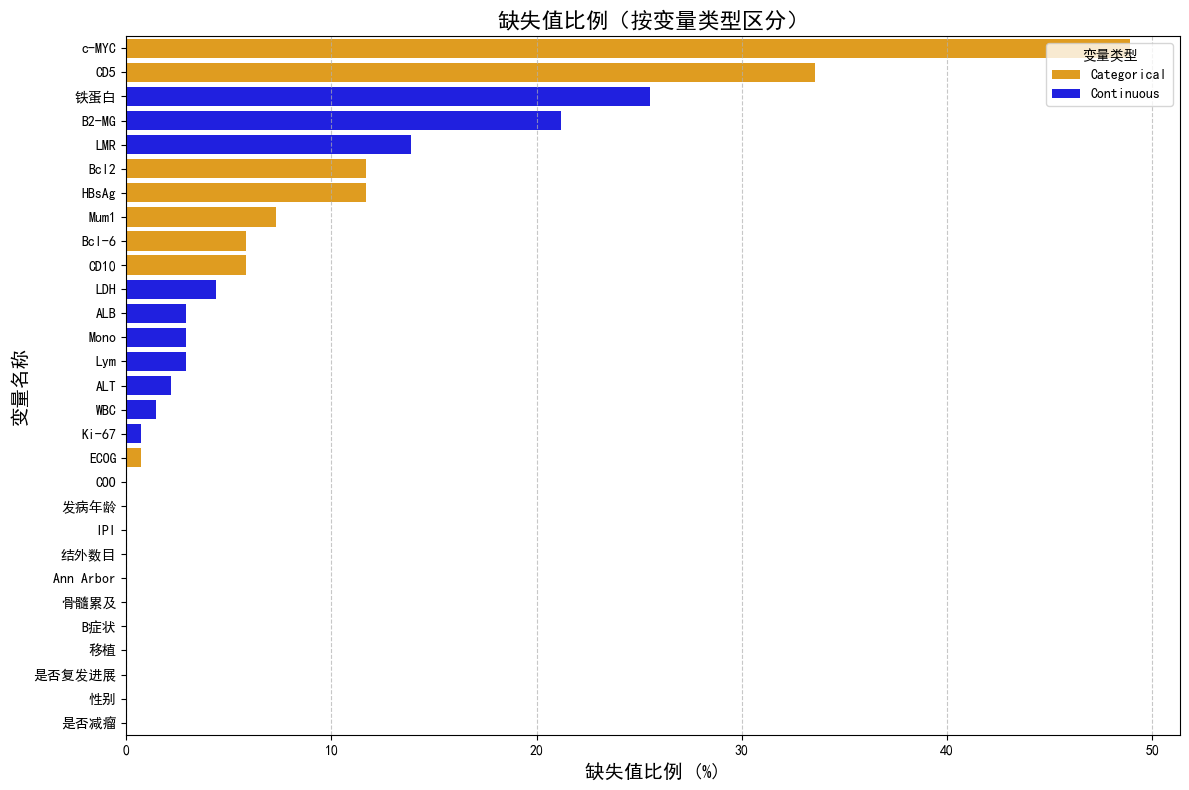 缺失值比例（按变量类型区分）
变量类型
Categorical
Continuous
变量名称
c-MYC
CD5
铁蛋白
B2-MG
LMR
Bcl2
HBsAg
Mum1
Bcl-6
CD10
LDH
ALB
Mono
Lym
ALT
WBC
Ki-67
ECOG
COO
发病年龄
IPI
结外数目
Ann Arbor
骨髓累及
B症状
移植
是否复发进展
性别
是否减瘤
0 10 20 30 40 50
缺失值比例 (%)